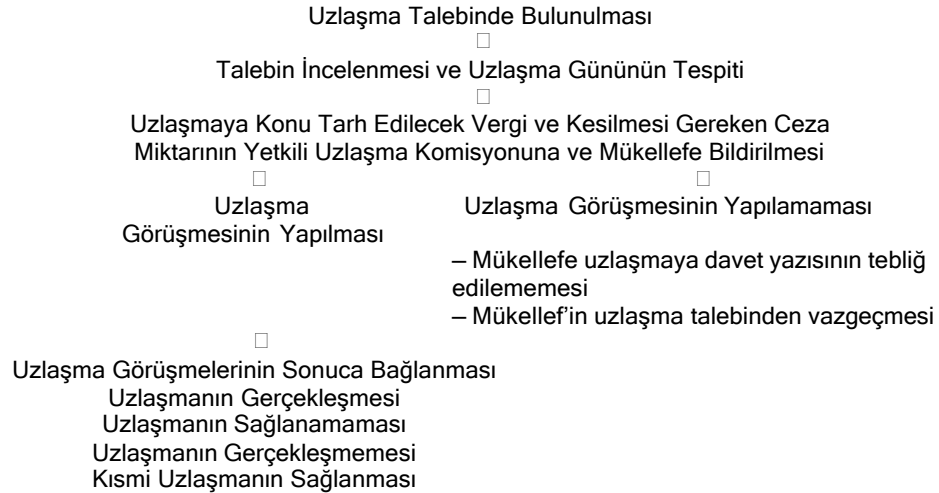 Uzlaşma Talebinde Bulunulması
Talebin İncelenmesi ve Uzlaşma Gününün Tespiti
Uzlaşmaya Konu Tarh Edilecek Vergi ve Kesilmesi Gereken Ceza
Miktarının Yetkili Uzlaşma Komisyonuna ve Mükellefe Bildirilmesi
Uzlaşma
Görüşmesinin Yapılması
Uzlaşma Görüşmesinin Yapılamaması
– Mükellefe uzlaşmaya davet yazısının tebliğ
edilememesi
– Mükellef'in uzlaşma talebinden vazgeçmesi
Uzlaşma Görüşmelerinin Sonuca Bağlanması
Uzlaşmanın Gerçekleşmesi
Uzlaşmanın Sağlanamaması
Uzlaşmanın Gerçekleşmemesi
Kısmi Uzlaşmanın Sağlanması